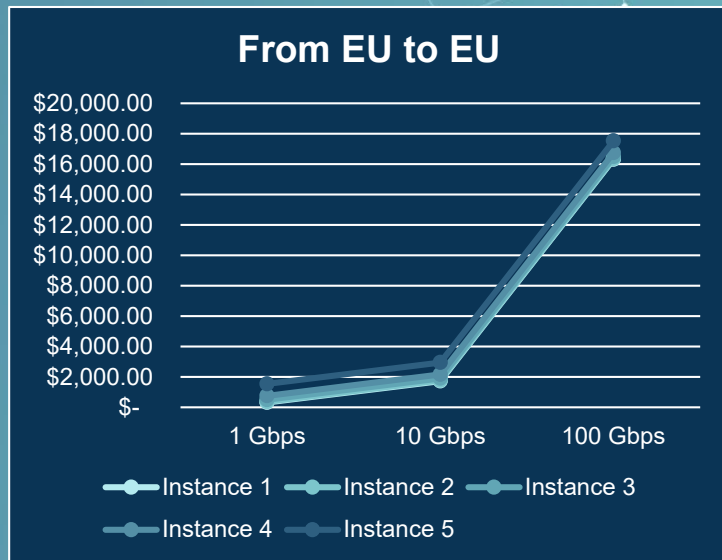 From EU to EU
$20,000.00
$18,000.00
$16,000.00
$14,000.00
$12,000.00
$10,000.00
$8,000.00
$6,000.00
$4,000.00
$2,000.00
$-
1 Gbps 10 Gbps 100 Gbps
Instance 1 Instance 2 Instance 3
Instance 4 Instance 5